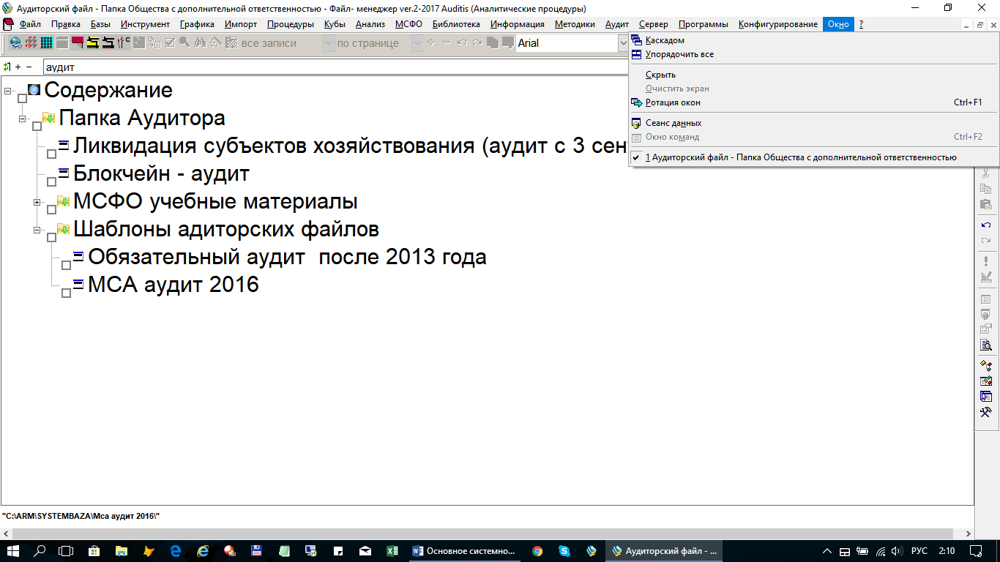 Аудиторский файл - Папка Общества с дополнительной ответственностью - Файл- менеджер ver.2-2017 Auditis (Аналитические процедуры)
Файл Правка Базы Инструмент Графика Импорт Процедуры Кубы Анализ МСФО Библиотека Информация Методики Аудит Сервер Программы Конфигурирование Окно ?
все записи по странице Arial
аудит
Каскадом
Упорядочить все
Скрыть
Очистить экран
Ротация окон Ctrl+F1
Сеанс данных
Окно команд Ctrl+F2
1 Аудиторский файл - Папка Общества с дополнительной ответственностью
Содержание
Папка Аудитора
Ликвидация субъектов хозяйствования (аудит с 3 сен
Блокчейн - аудит
МСФО учебные материалы
Шаблоны адиторских файлов
Обязательный аудит  после 2013 года
МСА аудит 2016
"C:\ARM\SYSTEMBAZA\Мса аудит 2016\"
Основное системно... Аудиторский файл - ... РУС 2:10